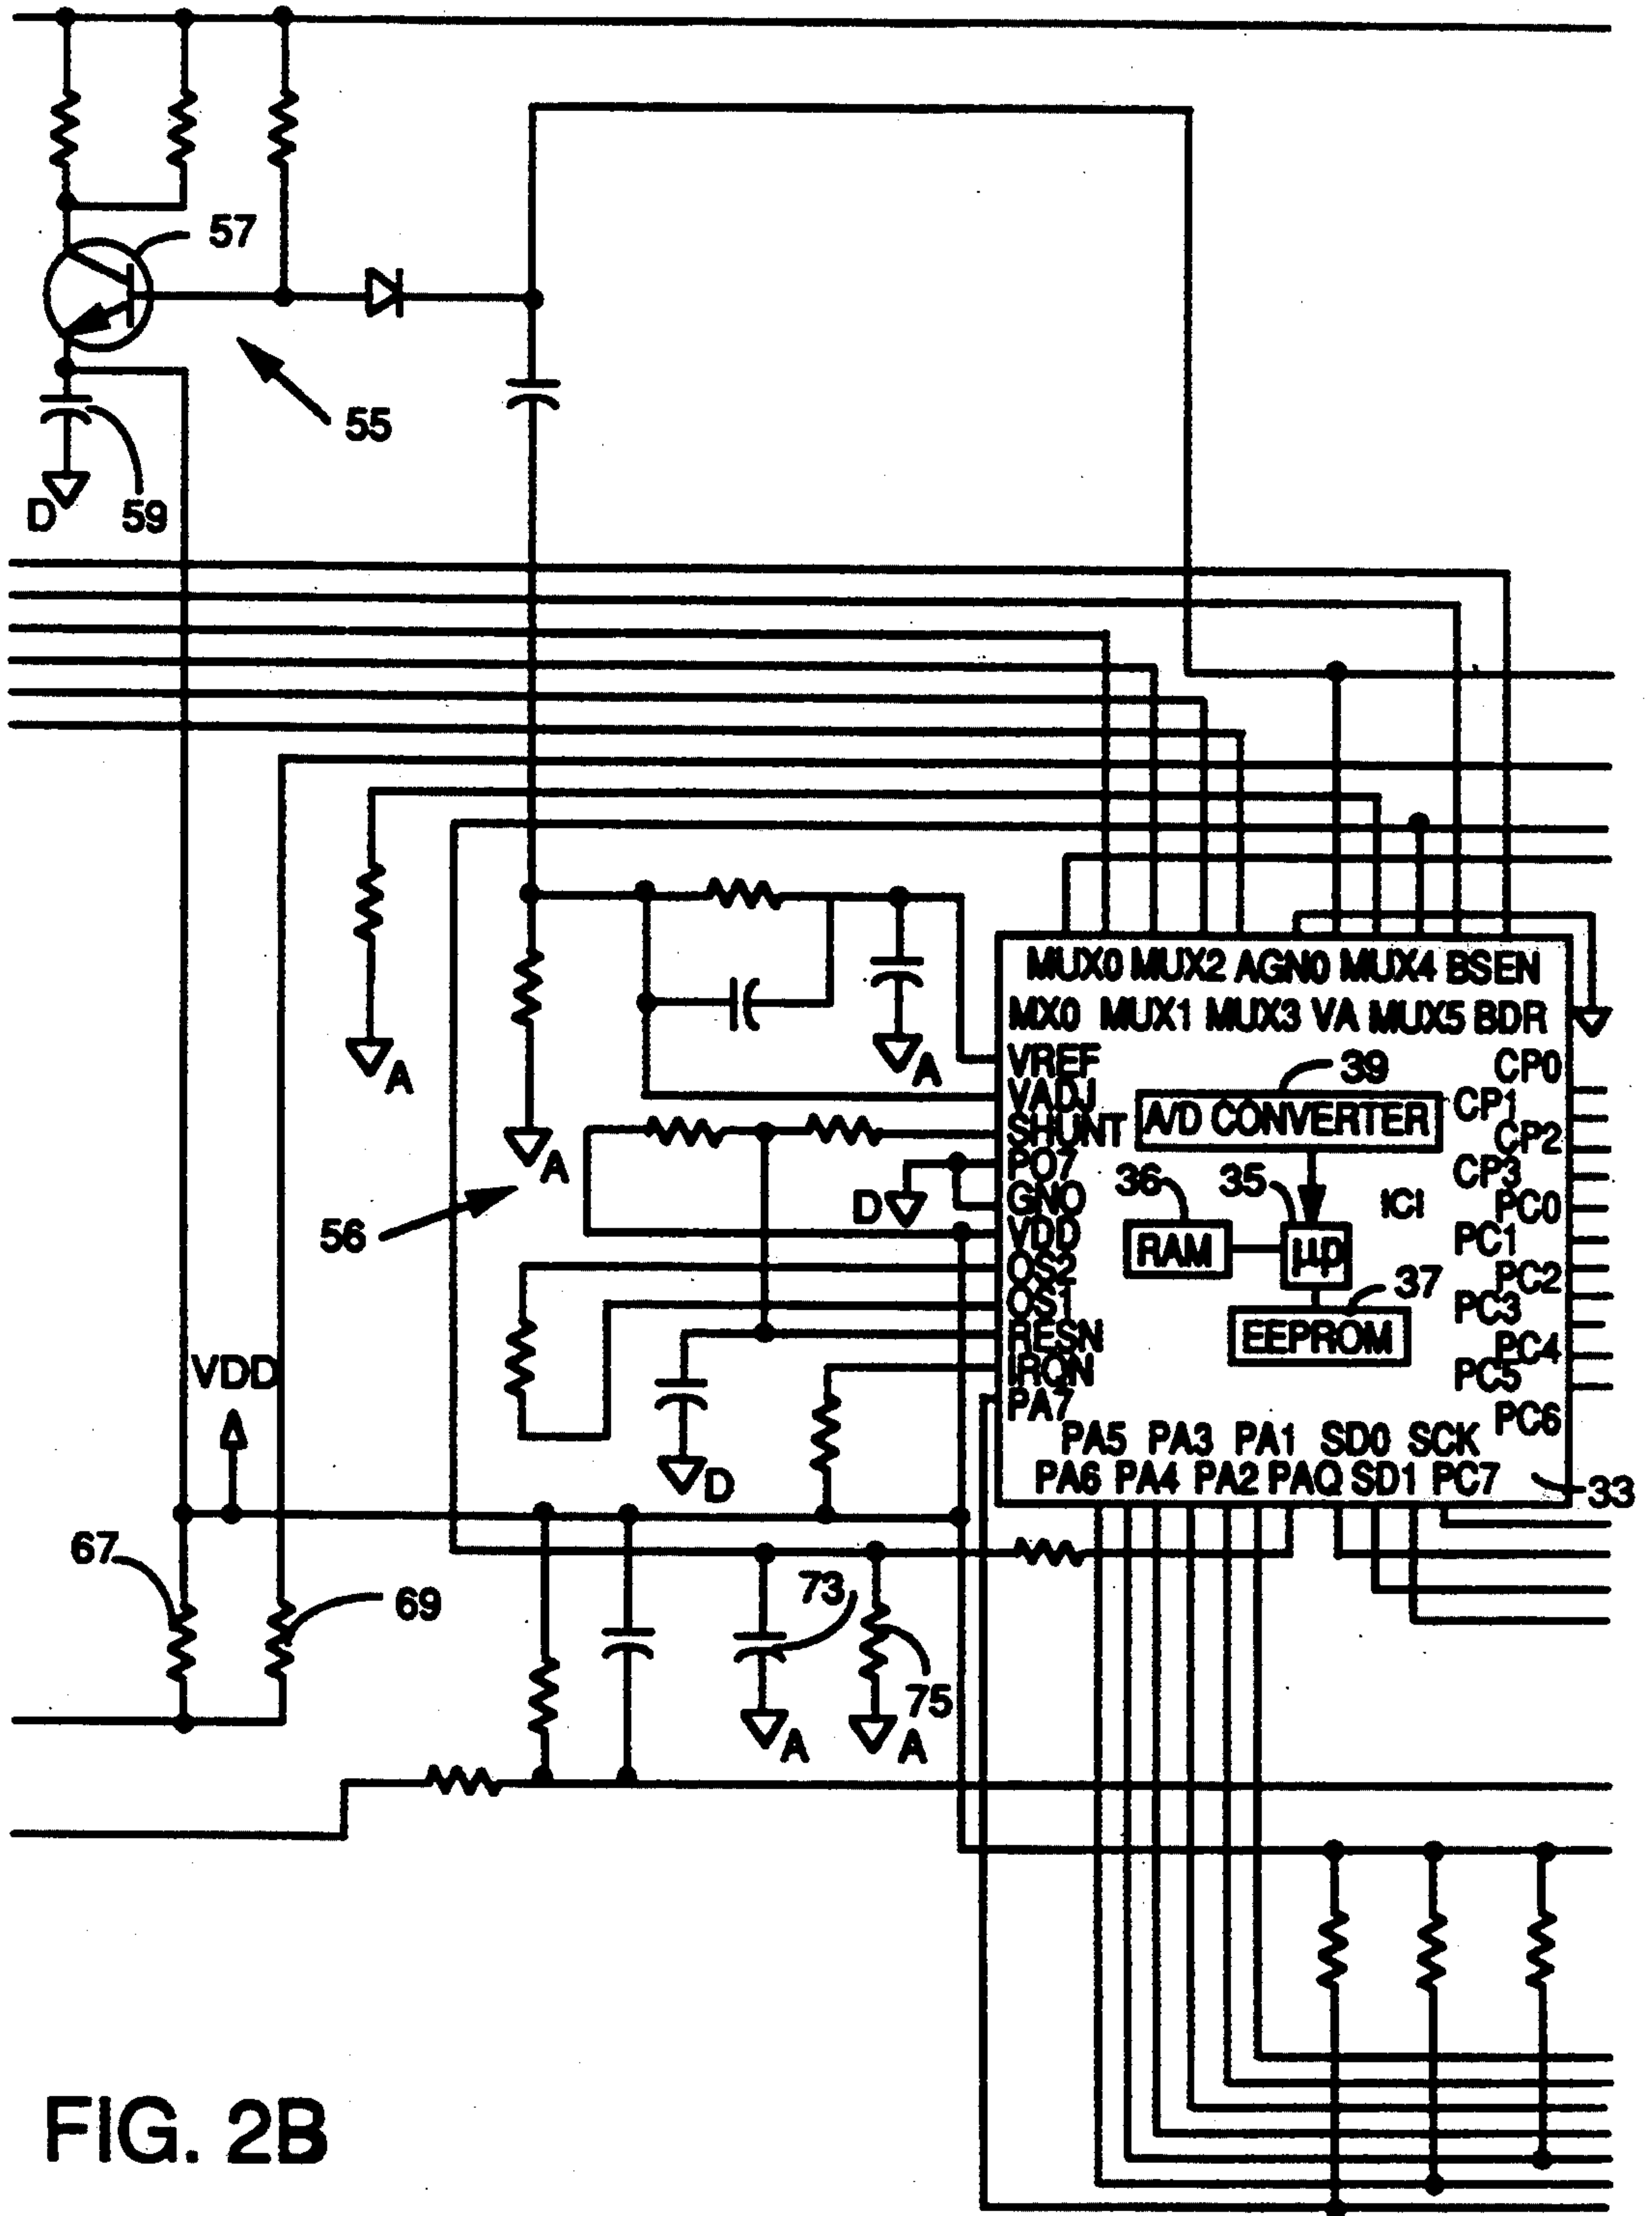 57
55
D
59
MUX0 MUX2 AGN0 MUX4 BSEN
MX0 MUX1 MUX3 VA MUX5 BDR
A
A
VREF
VADJ
SHUNT
PO7
GNO
VDD
OS2
OS1
RESN
IRQN
PA7
39
A/D CONVERTER
36
35
ICI
RAM
µp
37
EEPROM
CP0
CP1
CP2
CP3
PC0
PC1
PC2
PC3
PC4
PC5
PC6
A
D
56
VDD
D
PA5 PA3 PA1 SD0 SCK
PA6 PA4 PA2 PAQ SD1 PC7
33
67
69
73
75
A
A
FIG. 2B